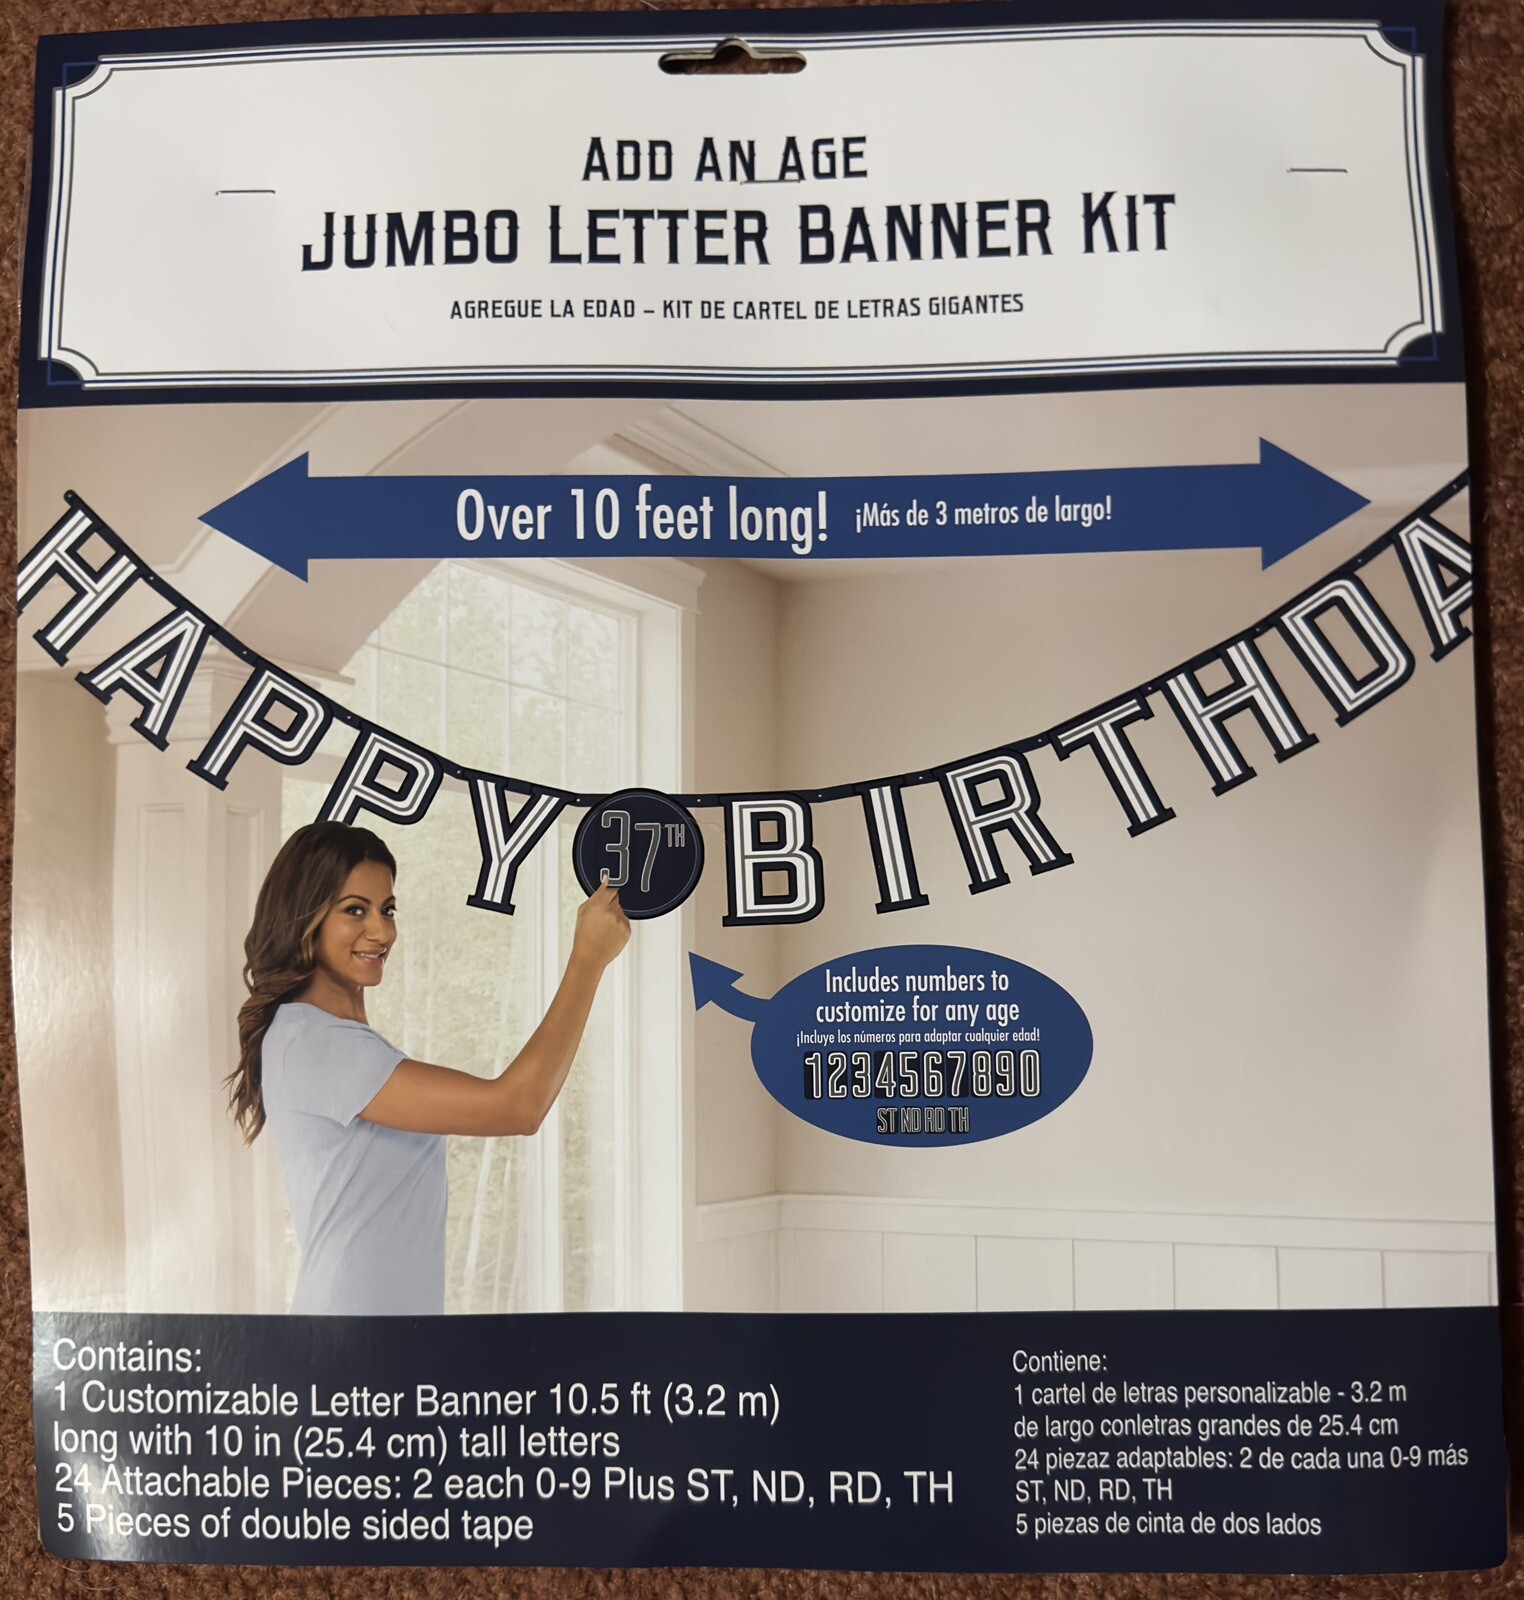 ADD AN AGE
JUMBO LETTER BANNER KIT
AGREGUE LA EDAD – KIT DE CARTEL DE LETRAS GIGANTES
Over 10 feet long! ¡Más de 3 metros de largo!
HAPPY 37TH BIRTHDA
Includes numbers to
customize for any age
¡Incluye los números para adaptar cualquier edad!
1234567890
ST ND RD TH
Contains:
1 Customizable Letter Banner 10.5 ft (3.2 m)
long with 10 in (25.4 cm) tall letters
24 Attachable Pieces: 2 each 0-9 Plus ST, ND, RD, TH
5 Pieces of double sided tape
Contiene:
1 cartel de letras personalizable - 3.2 m
de largo conletras grandes de 25.4 cm
24 piezaz adaptables: 2 de cada una 0-9 más
ST, ND, RD, TH
5 piezas de cinta de dos lados